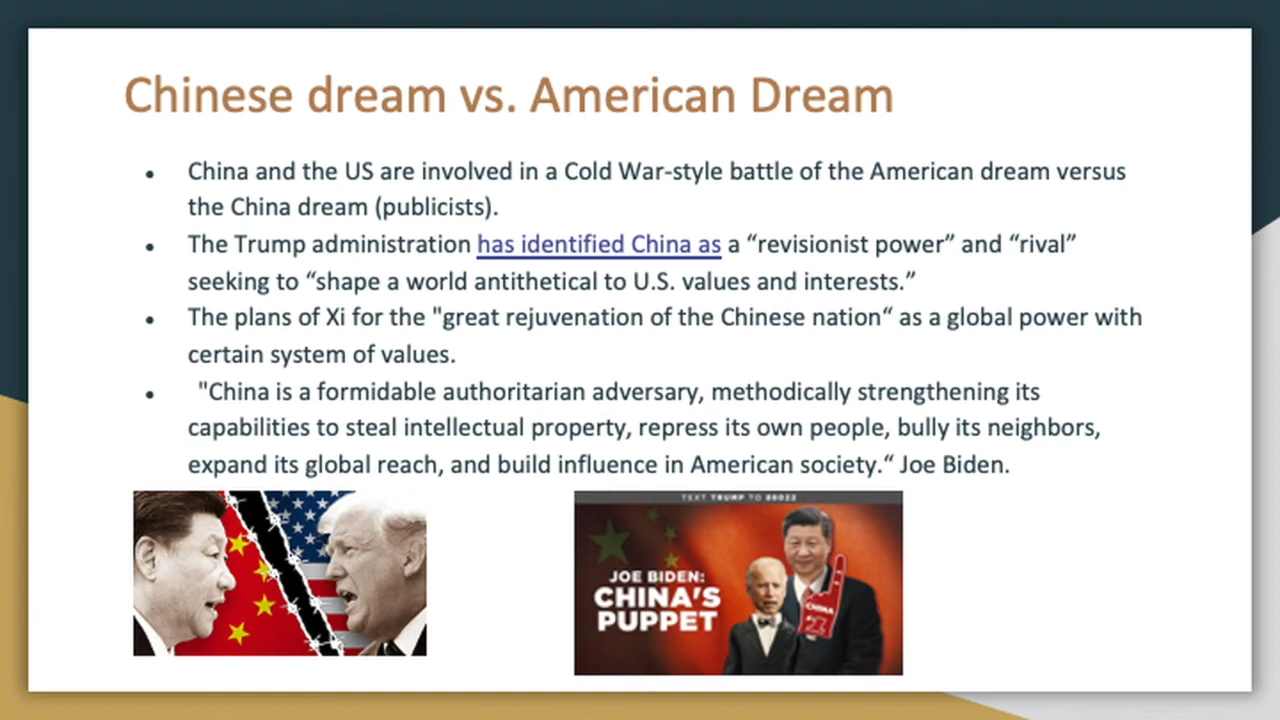 Chinese dream vs. American Dream
• China and the US are involved in a Cold War-style battle of the American dream versus
the China dream (publicists).
• The Trump administration has identified China as a “revisionist power” and “rival”
seeking to “shape a world antithetical to U.S. values and interests.”
• The plans of Xi for the "great rejuvenation of the Chinese nation“ as a global power with
certain system of values.
• "China is a formidable authoritarian adversary, methodically strengthening its
capabilities to steal intellectual property, repress its own people, bully its neighbors,
expand its global reach, and build influence in American society.“ Joe Biden.
TEXT TRUMP TO 88022
JOE BIDEN:
CHINA'S
PUPPET
CHINA